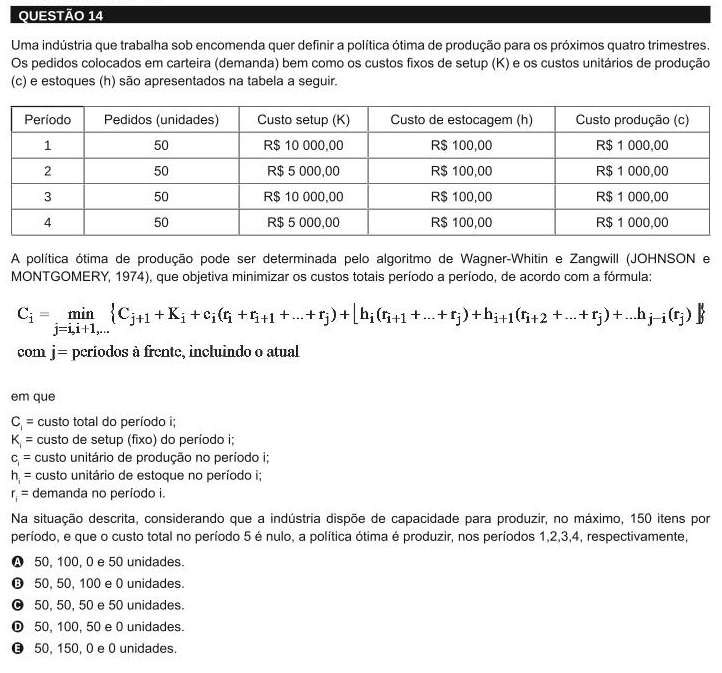 QUESTÃO 14
Uma indústria que trabalha sob encomenda quer definir a política ótima de produção para os próximos quatro trimestres.
Os pedidos colocados em carteira (demanda) bem como os custos fixos de setup (K) e os custos unitários de produção
(c) e estoques (h) são apresentados na tabela a seguir.
Período Pedidos (unidades) Custo setup (K) Custo de estocagem (h) Custo produção (c)
1 50 R$ 10 000,00 R$ 100,00 R$ 1 000,00
2 50 R$ 5 000,00 R$ 100,00 R$ 1 000,00
3 50 R$ 10 000,00 R$ 100,00 R$ 1 000,00
4 50 R$ 5 000,00 R$ 100,00 R$ 1 000,00
A política ótima de produção pode ser determinada pelo algoritmo de Wagner-Whitin e Zangwill (JOHNSON e
MONTGOMERY, 1974), que objetiva minimizar os custos totais período a período, de acordo com a fórmula:
C_i = min {C_{j+1} + K_i + c_i(r_i + r_{i+1} + ... + r_j) + [h_i(r_{i+1} + ... + r_j) + h_{i+1}(r_{i+2} + ... + r_j) + ...h_{j-i}(r_j)]}
j=i,i+1,...
com j= períodos à frente, incluindo o atual
em que
C_i = custo total do período i;
K_i = custo de setup (fixo) do período i;
c_i = custo unitário de produção no período i;
h_i = custo unitário de estoque no período i;
r_i = demanda no período i.
Na situação descrita, considerando que a indústria dispõe de capacidade para produzir, no máximo, 150 itens por
período, e que o custo total no período 5 é nulo, a política ótima é produzir, nos períodos 1,2,3,4, respectivamente,
A 50, 100, 0 e 50 unidades.
B 50, 50, 100 e 0 unidades.
C 50, 50, 50 e 50 unidades.
D 50, 100, 50 e 0 unidades.
E 50, 150, 0 e 0 unidades.